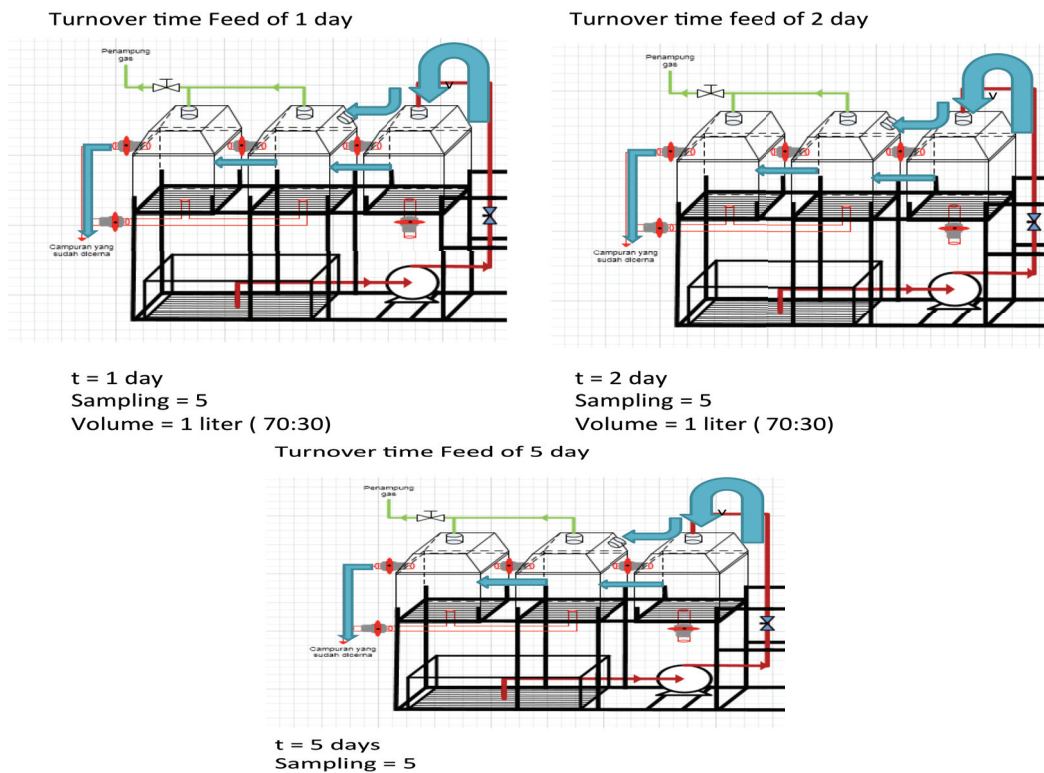 Turnover time Feed of 1 day
Penampung
gas
Campuran yang
sudah dicerna
t = 1 day
Sampling = 5
Volume = 1 liter ( 70:30)
Turnover time feed of 2 day
Penampung
gas
Campuran yang
sudah dicerna
t = 2 day
Sampling = 5
Volume = 1 liter ( 70:30)
Turnover time Feed of 5 day
Penampung
gas
Campuran yang
sudah dicerna
t = 5 days
Sampling = 5